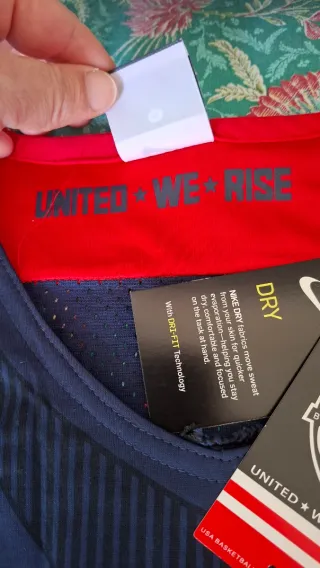 UNITED ★ WE ★ RISE
DRY
NIKE DRY fabrics move sweat
from your skin for quicker
evaporation–helping you stay
dry, comfortable and focused
on the task at hand.
With DRI-FIT Technology
UNITED ★ W
USA BASKETBALL